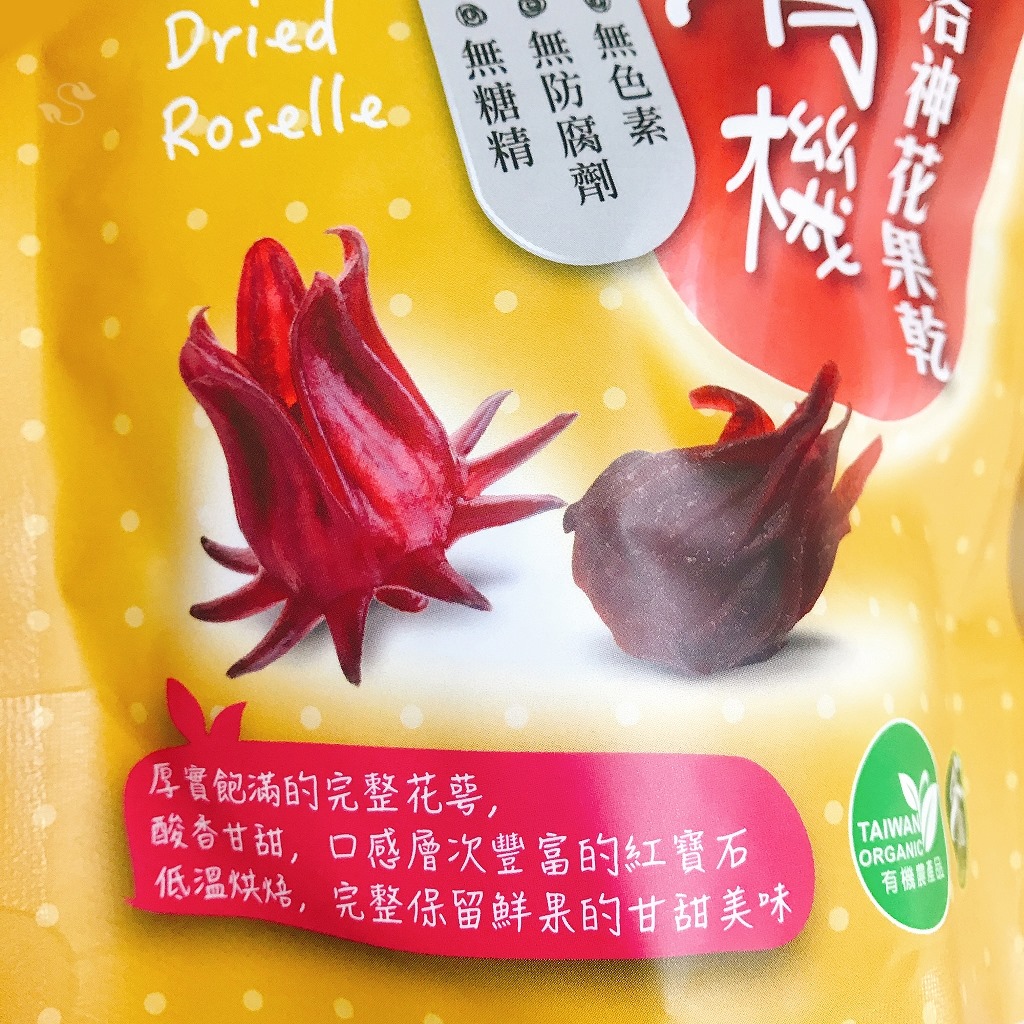 Dried
Roselle
無色素
無防腐劑
無糖精
有機
洛神花果乾
厚實飽滿的完整花萼,
酸香甘甜, 口感層次豐富的紅寶石
低溫烘焙, 完整保留鮮果的甘甜美味
TAIWAN
ORGANIC
有機農產品